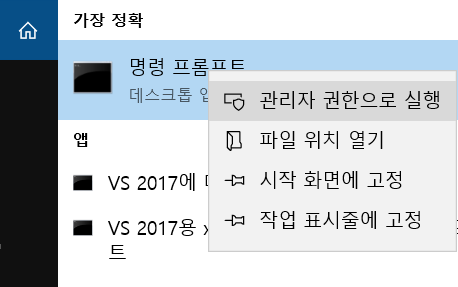 가장 정확
명령 프롬프트
데스크톱
관리자 권한으로 실행
파일 위치 열기
앱
시작 화면에 고정
VS 2017에
작업 표시줄에 고정
VS 2017용 x
트